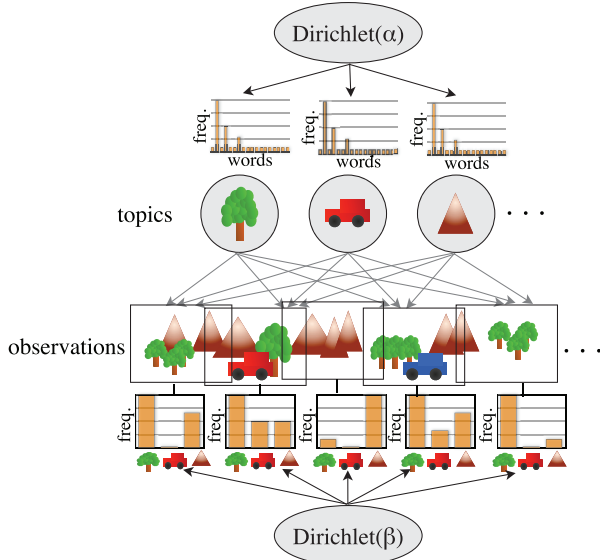 Dirichlet(α)
freq.
freq.
freq.
words
words
words
topics
. . .
observations
. . .
freq.
freq.
freq.
freq.
freq.
Dirichlet(β)